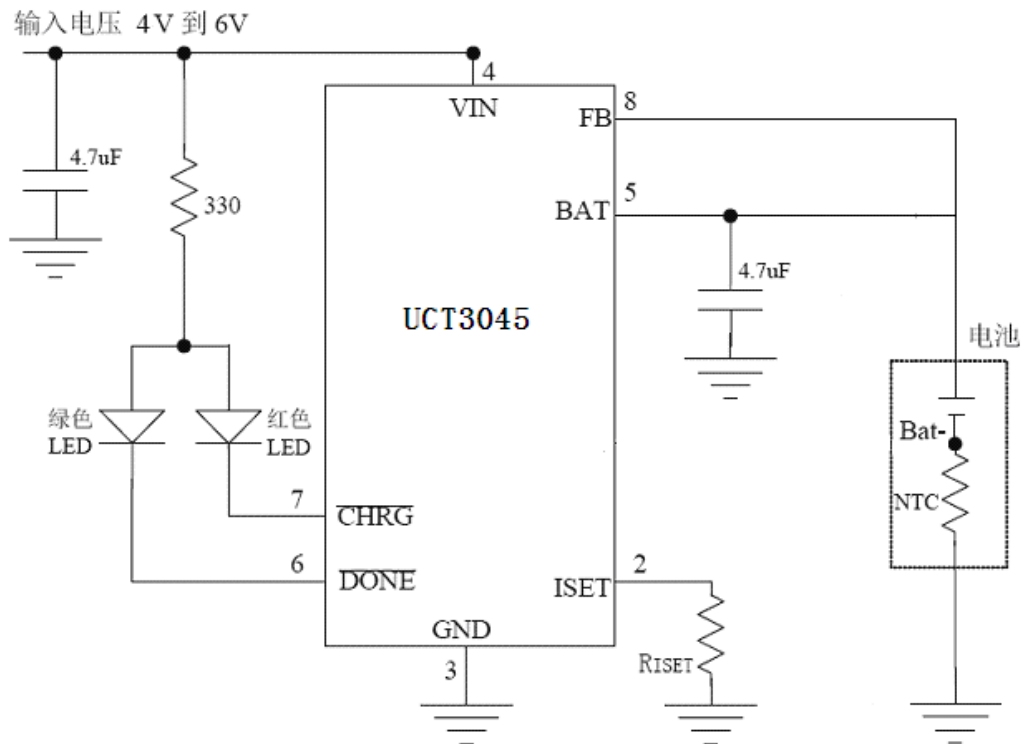 输入电压 4V 到 6V
4
VIN
8
FB
4.7uF
330
5
BAT
4.7uF
UCT3045
电池
绿色
LED
红色
LED
Bat-
NTC
7
CHRG
6
DONE
2
ISET
GND
3
RISET